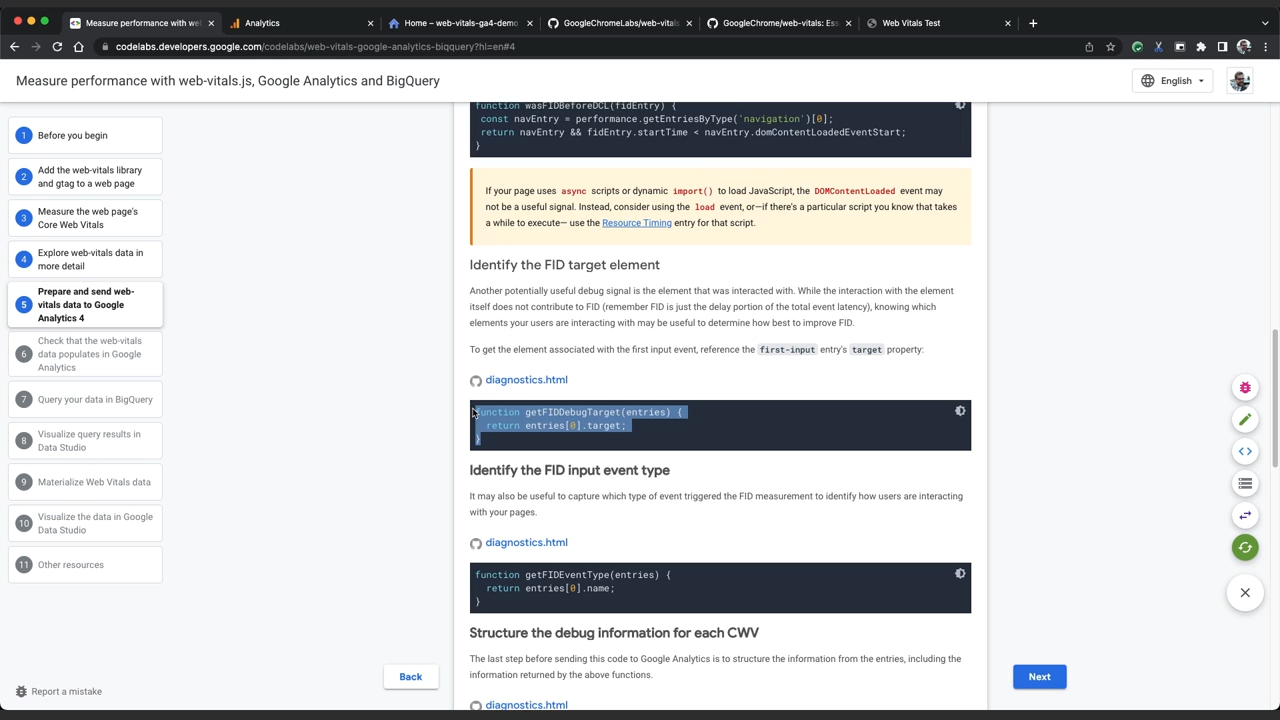 Measure performance with we
Analytics
Home – web-vitals-ga4-demo
GoogleChromeLabs/web-vitals
GoogleChrome/web-vitals: Ess
Web Vitals Test
codelabs.developers.google.com/codelabs/web-vitals-google-analytics-bigquery?hl=en#4
Measure performance with web-vitals.js, Google Analytics and BigQuery
English
1 Before you begin
2 Add the web-vitals library
and gtag to a web page
3 Measure the web page's
Core Web Vitals
4 Explore web-vitals data in
more detail
5 Prepare and send web-
vitals data to Google
Analytics 4
6 Check that the web-vitals
data populates in Google
Analytics
7 Query your data in BigQuery
8 Visualize query results in
Data Studio
9 Materialize Web Vitals data
10 Visualize the data in Google
Data Studio
11 Other resources
Report a mistake
function wasFIDBeforeDCL(fidEntry) {
const navEntry = performance.getEntriesByType('navigation')[0];
return navEntry && fidEntry.startTime < navEntry.domContentLoadedEventStart;
}
If your page uses async scripts or dynamic import() to load JavaScript, the DOMContentLoaded event may
not be a useful signal. Instead, consider using the load event, or—if there's a particular script you know that takes
a while to execute— use the Resource Timing entry for that script.
Identify the FID target element
Another potentially useful debug signal is the element that was interacted with. While the interaction with the element
itself does not contribute to FID (remember FID is just the delay portion of the total event latency), knowing which
elements your users are interacting with may be useful to determine how best to improve FID.
To get the element associated with the first input event, reference the first-input entry's target property:
diagnostics.html
function getFIDDebugTarget(entries) {
return entries[0].target;
}
Identify the FID input event type
It may also be useful to capture which type of event triggered the FID measurement to identify how users are interacting
with your pages.
diagnostics.html
function getFIDEventType(entries) {
return entries[0].name;
}
Structure the debug information for each CWV
The last step before sending this code to Google Analytics is to structure the information from the entries, including the
information returned by the above functions.
diagnostics.html
Back
Next